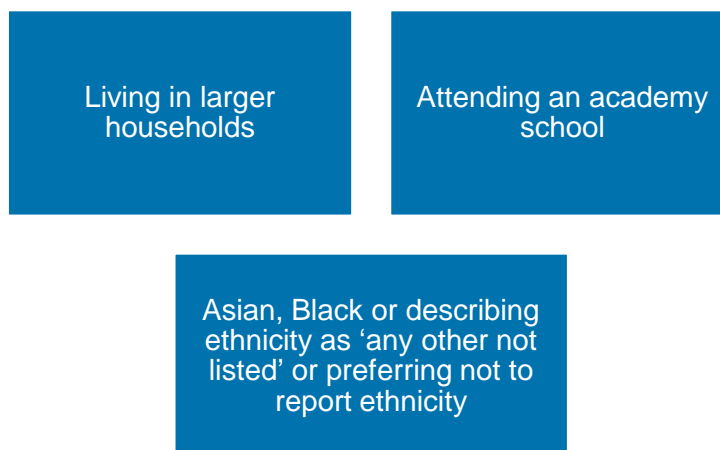 Living in larger
households
Attending an academy
school
Asian, Black or describing
ethnicity as ‘any other not
listed’ or preferring not to
report ethnicity